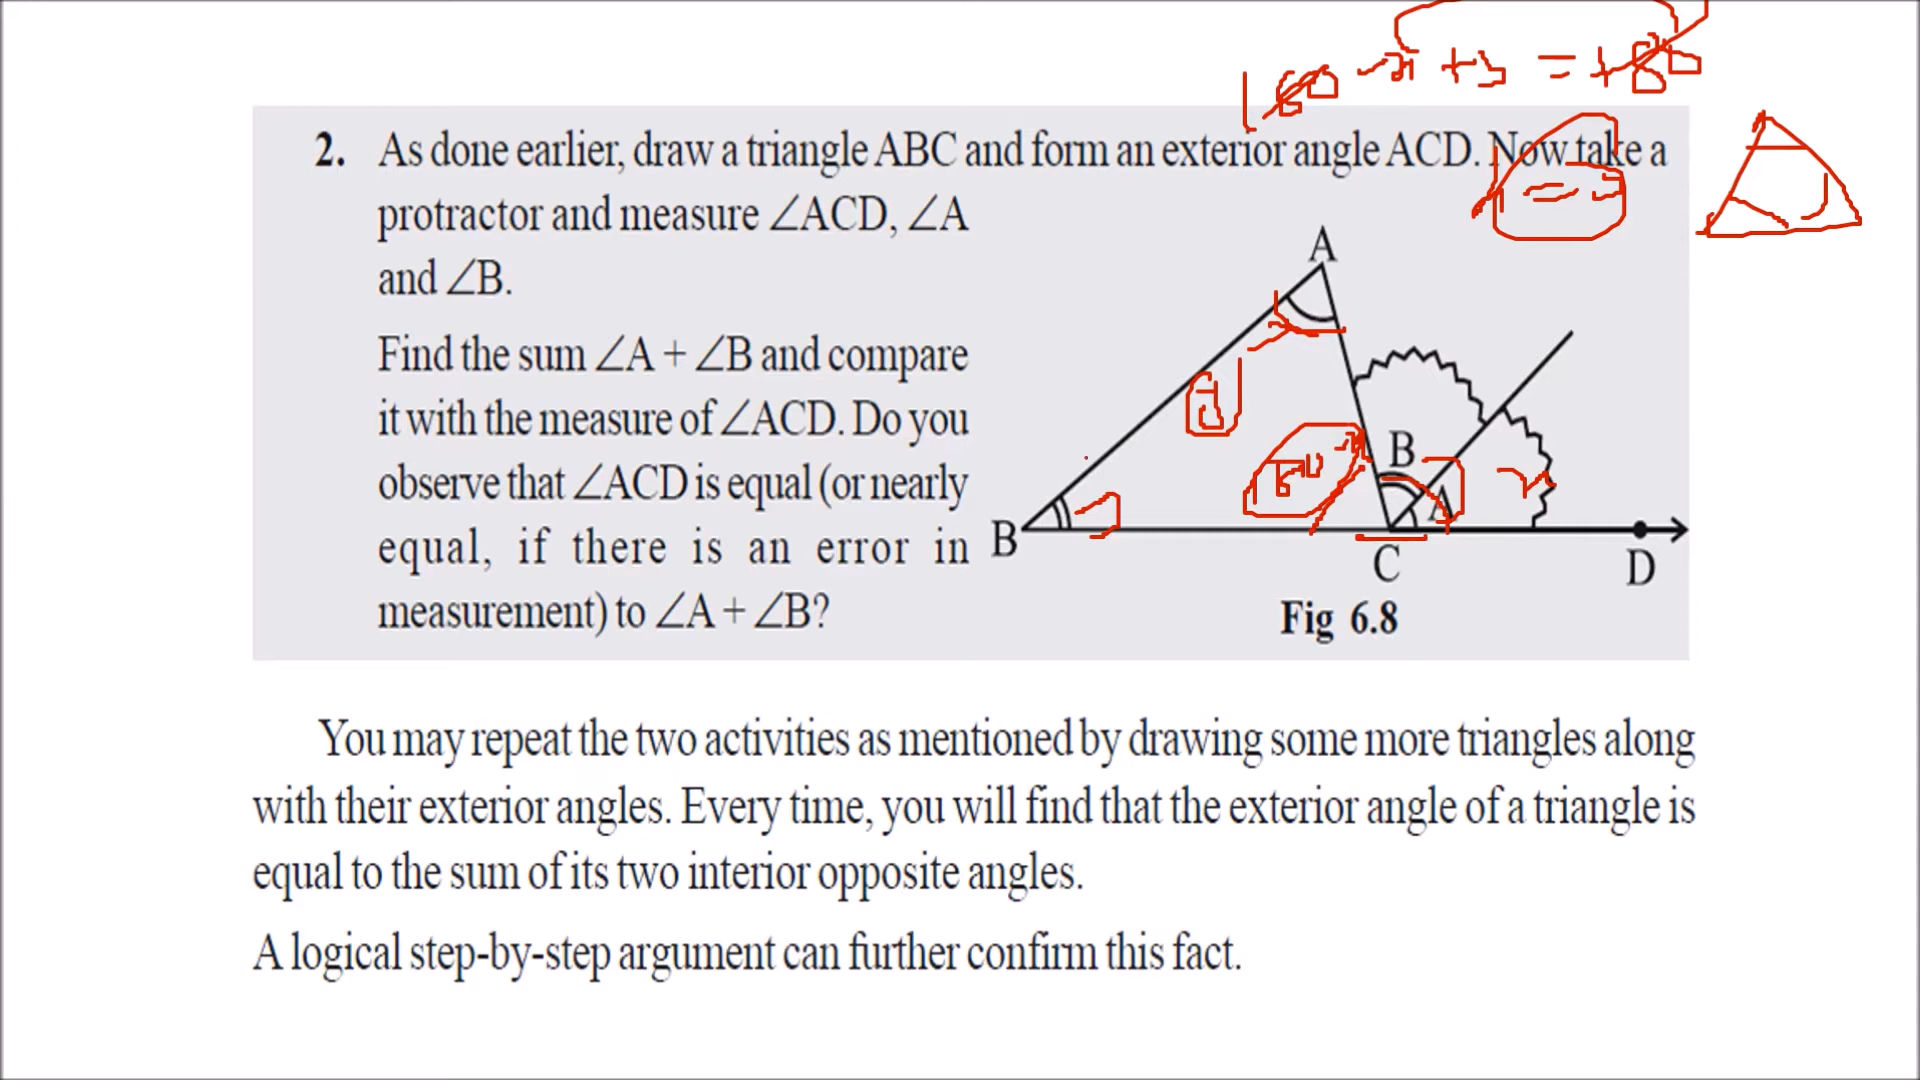 2. As done earlier, draw a triangle ABC and form an exterior angle ACD. Now take a
protractor and measure ∠ACD, ∠A
and ∠B.
Find the sum ∠A + ∠B and compare
it with the measure of ∠ACD. Do you
observe that ∠ACD is equal (or nearly
equal, if there is an error in
measurement) to ∠A + ∠B?
A
B
A
B
C
D
Fig 6.8
You may repeat the two activities as mentioned by drawing some more triangles along
with their exterior angles. Every time, you will find that the exterior angle of a triangle is
equal to the sum of its two interior opposite angles.
A logical step-by-step argument can further confirm this fact.